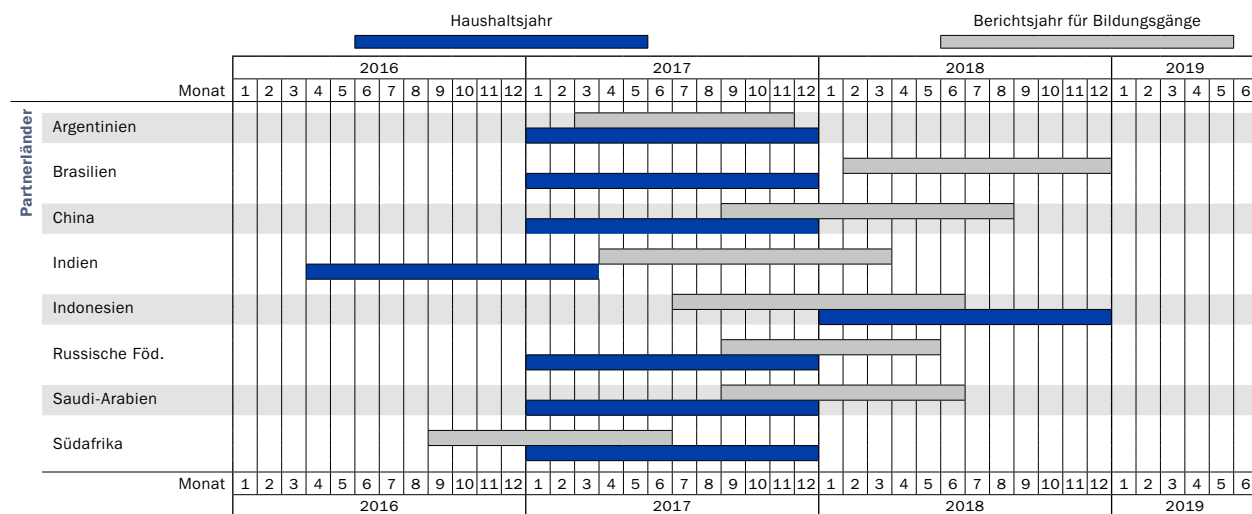 Haushaltsjahr Berichtsjahr für Bildungsgänge
2016 2017 2018 2019
Monat 1 2 3 4 5 6 7 8 9 10 11 12 1 2 3 4 5 6 7 8 9 10 11 12 1 2 3 4 5 6 7 8 9 10 11 12 1 2 3 4 5 6
Partnerländer
Argentinien
Brasilien
China
Indien
Indonesien
Russische Föd.
Saudi-Arabien
Südafrika
Monat 1 2 3 4 5 6 7 8 9 10 11 12 1 2 3 4 5 6 7 8 9 10 11 12 1 2 3 4 5 6 7 8 9 10 11 12 1 2 3 4 5 6
2016 2017 2018 2019